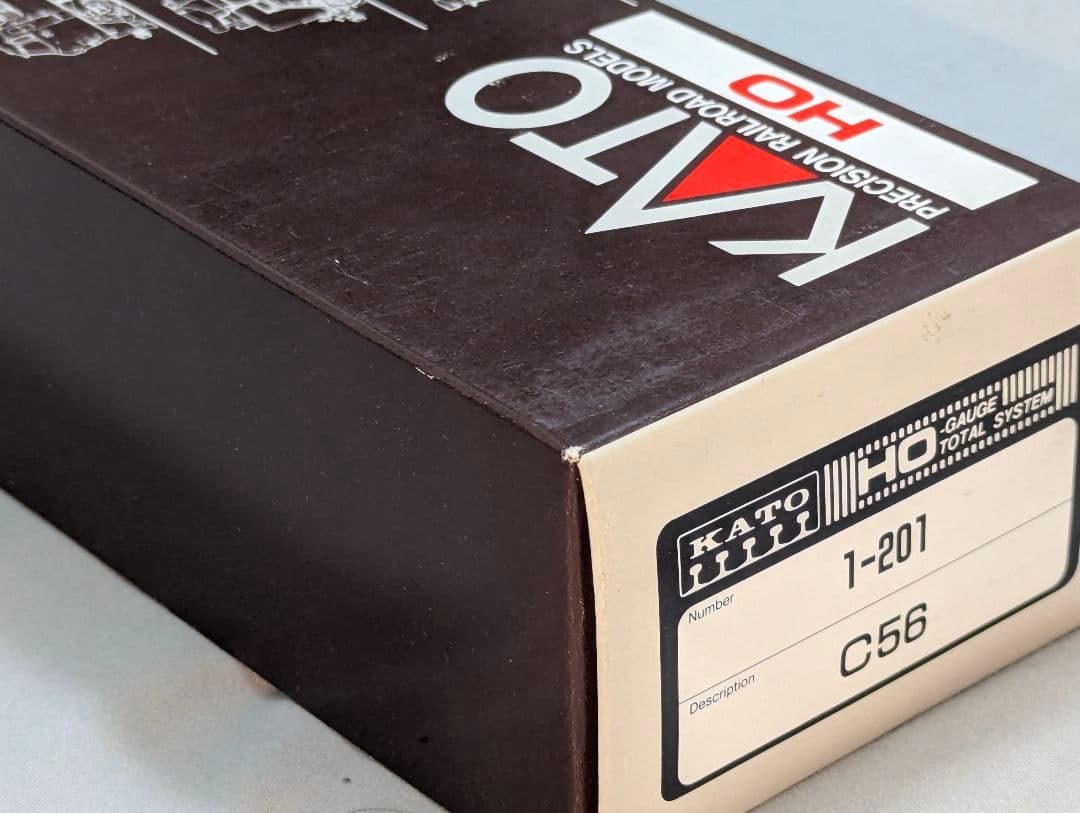 KATO
PRECISION RAILROAD MODELS
HO
KATO
HO-GAUGE
TOTAL SYSTEM
Number
1-201
Description
C56